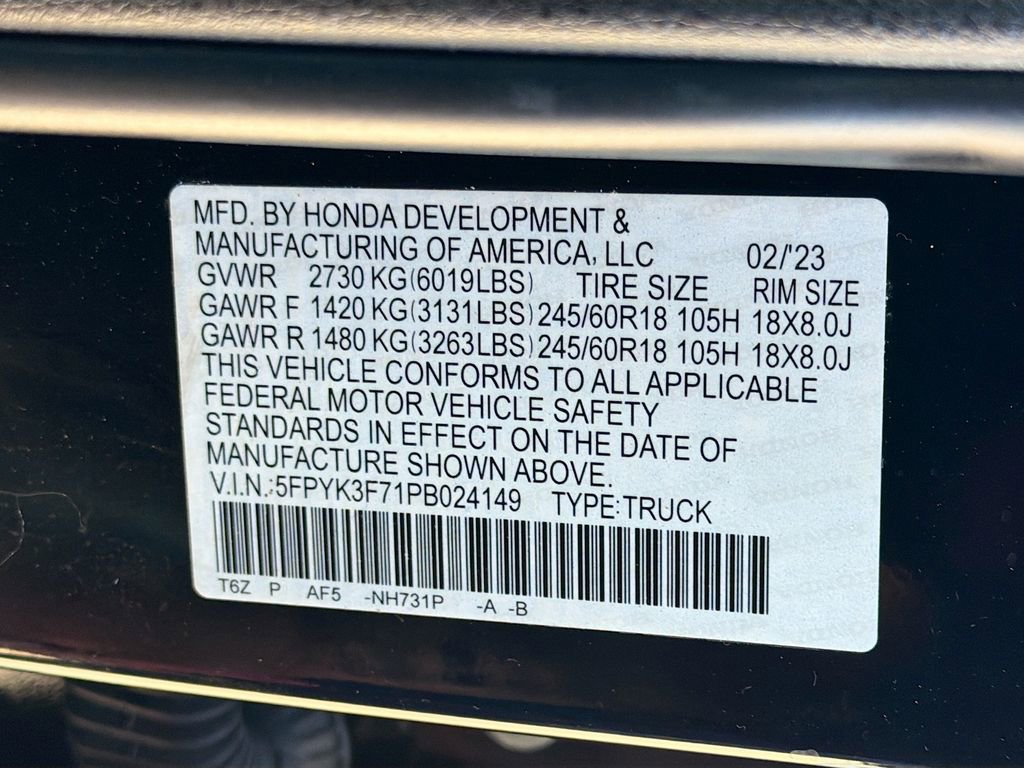 MFD. BY HONDA DEVELOPMENT &
MANUFACTURING OF AMERICA, LLC 02/'23
GVWR 2730 KG(6019LBS) TIRE SIZE RIM SIZE
GAWR F 1420 KG(3131LBS) 245/60R18 105H 18X8.0J
GAWR R 1480 KG(3263LBS) 245/60R18 105H 18X8.0J
THIS VEHICLE CONFORMS TO ALL APPLICABLE
FEDERAL MOTOR VEHICLE SAFETY
STANDARDS IN EFFECT ON THE DATE OF
MANUFACTURE SHOWN ABOVE.
V.I.N.:5FPYK3F71PB024149 TYPE:TRUCK
T6Z P AF5 -NH731P -A -B